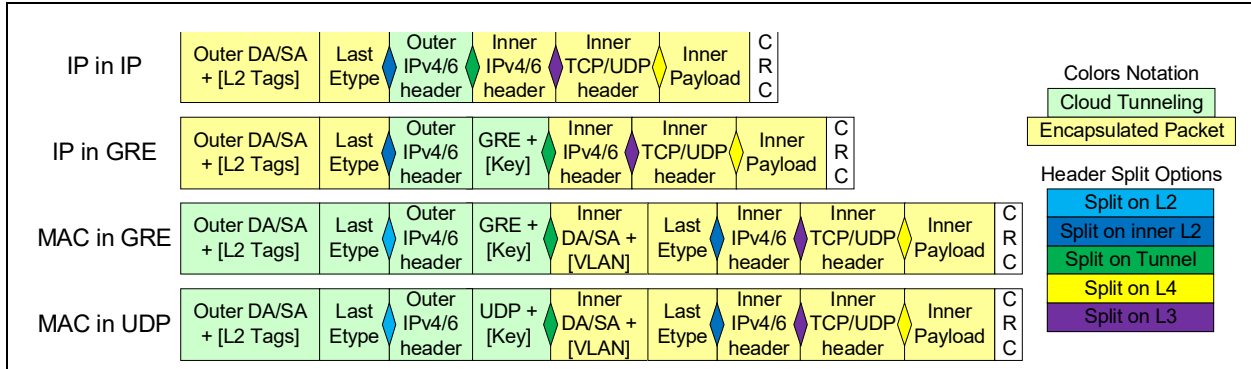 IP in IP
Outer DA/SA
+ [L2 Tags]
Last
Etype
Outer
IPv4/6
header
Inner
IPv4/6
header
Inner
TCP/UDP
header
Inner
Payload
C
R
C
IP in GRE
Outer DA/SA
+ [L2 Tags]
Last
Etype
Outer
IPv4/6
header
GRE +
[Key]
Inner
IPv4/6
header
Inner
TCP/UDP
header
Inner
Payload
C
R
C
MAC in GRE
Outer DA/SA
+ [L2 Tags]
Last
Etype
Outer
IPv4/6
header
GRE +
[Key]
Inner
DA/SA +
[VLAN]
Last
Etype
Inner
IPv4/6
header
Inner
TCP/UDP
header
Inner
Payload
C
R
C
MAC in UDP
Outer DA/SA
+ [L2 Tags]
Last
Etype
Outer
IPv4/6
header
UDP +
[Key]
Inner
DA/SA +
[VLAN]
Last
Etype
Inner
IPv4/6
header
Inner
TCP/UDP
header
Inner
Payload
C
R
C
Colors Notation
Cloud Tunneling
Encapsulated Packet
Header Split Options
Split on L2
Split on inner L2
Split on Tunnel
Split on L4
Split on L3